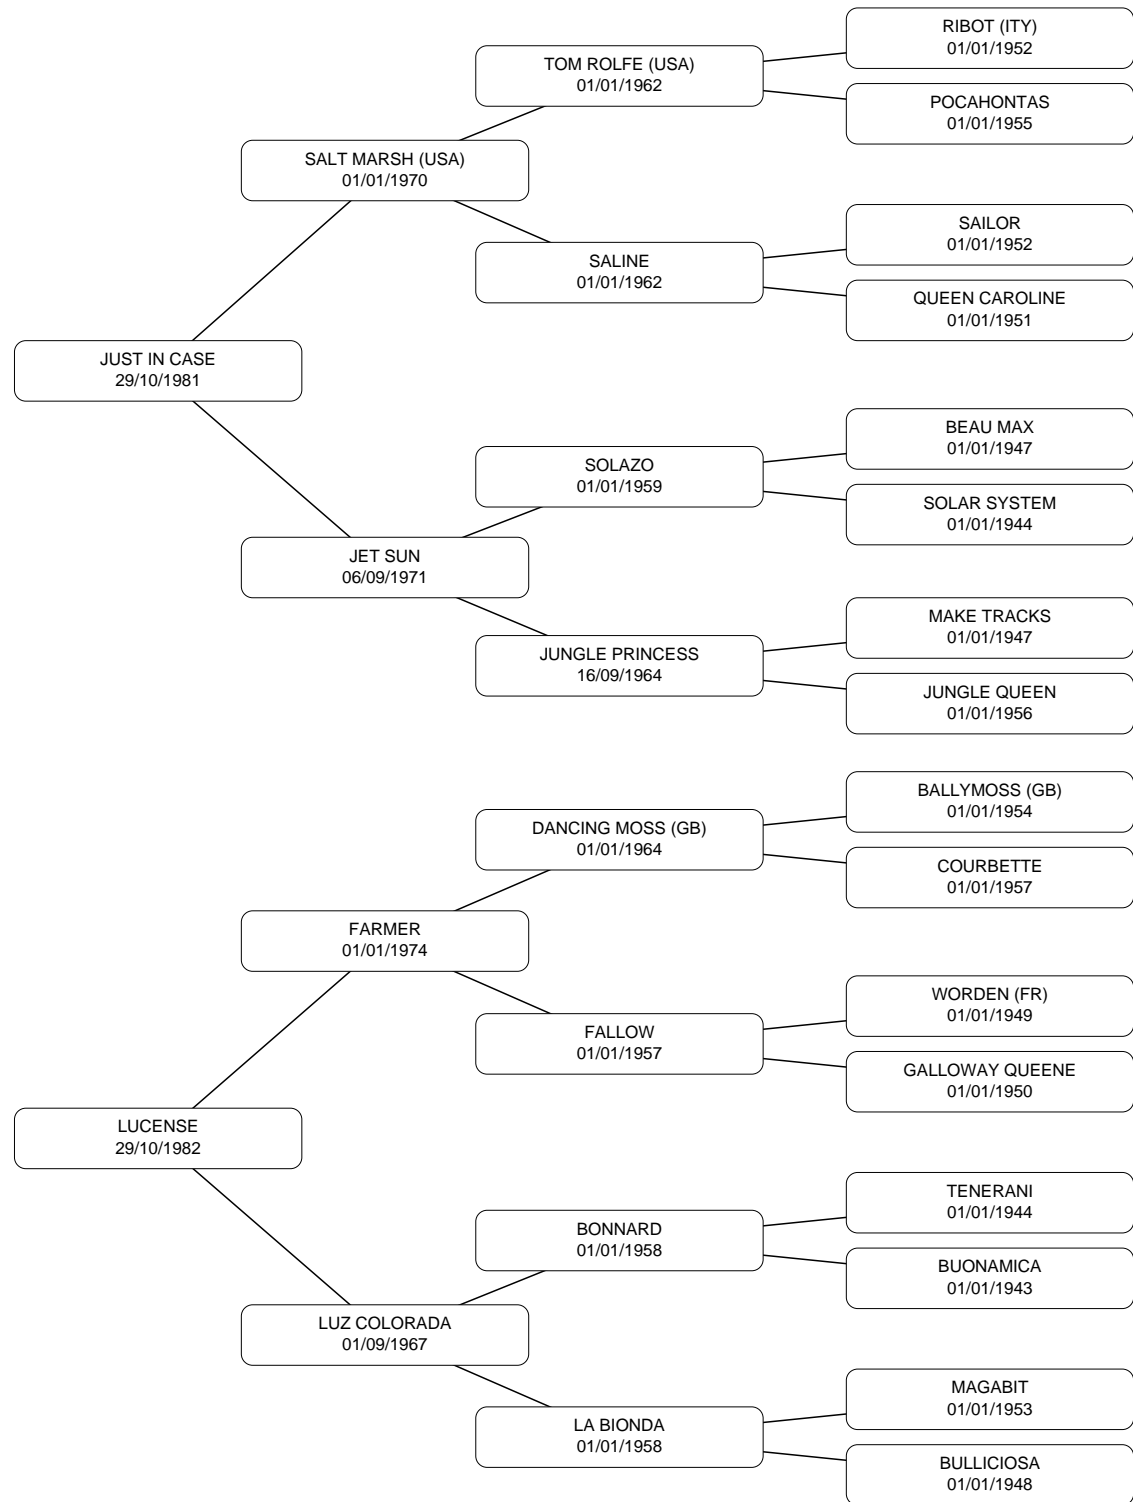 RIBOT (ITY)
01/01/1952
TOM ROLFE (USA)
01/01/1962
POCAHONTAS
01/01/1955
SALT MARSH (USA)
01/01/1970
SAILOR
01/01/1952
SALINE
01/01/1962
QUEEN CAROLINE
01/01/1951
JUST IN CASE
29/10/1981
BEAU MAX
01/01/1947
SOLAZO
01/01/1959
SOLAR SYSTEM
01/01/1944
JET SUN
06/09/1971
MAKE TRACKS
01/01/1947
JUNGLE PRINCESS
16/09/1964
JUNGLE QUEEN
01/01/1956
BALLYMOSS (GB)
01/01/1954
DANCING MOSS (GB)
01/01/1964
COURBETTE
01/01/1957
FARMER
01/01/1974
WORDEN (FR)
01/01/1949
FALLOW
01/01/1957
GALLOWAY QUEENE
01/01/1950
LUCENSE
29/10/1982
TENERANI
01/01/1944
BONNARD
01/01/1958
BUONAMICA
01/01/1943
LUZ COLORADA
01/09/1967
MAGABIT
01/01/1953
LA BIONDA
01/01/1958
BULLICIOSA
01/01/1948